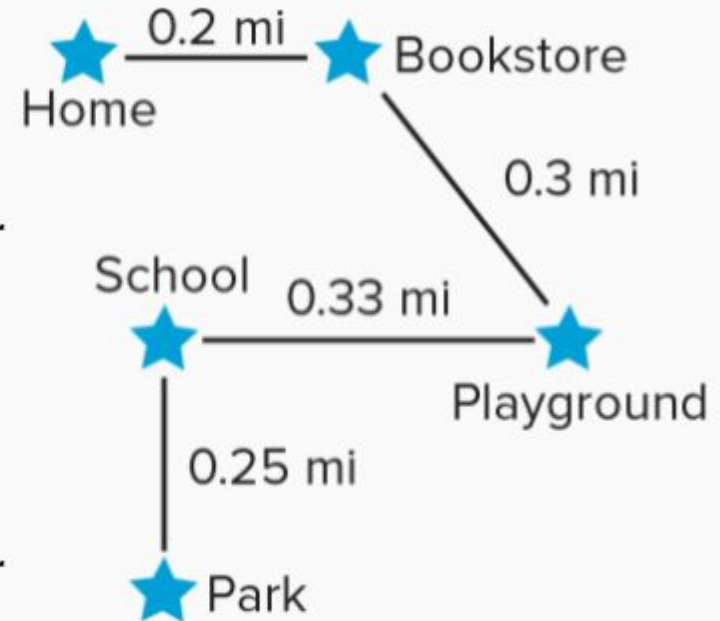 0.2 mi
Bookstore
Home
0.3 mi
School
0.33 mi
Playground
0.25 mi
Park